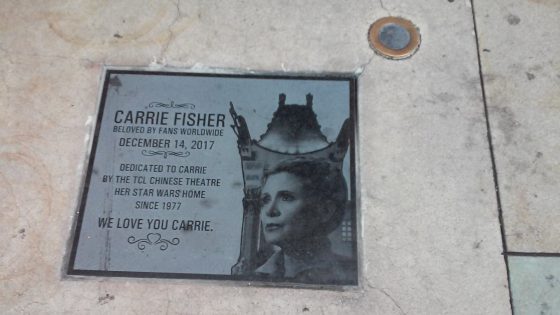 CARRIE FISHER
BELOVED BY FANS WORLDWIDE
DECEMBER 14, 2017
DEDICATED TO CARRIE
BY THE TCL CHINESE THEATRE
HER STAR WARS HOME
SINCE 1977
WE LOVE YOU CARRIE.